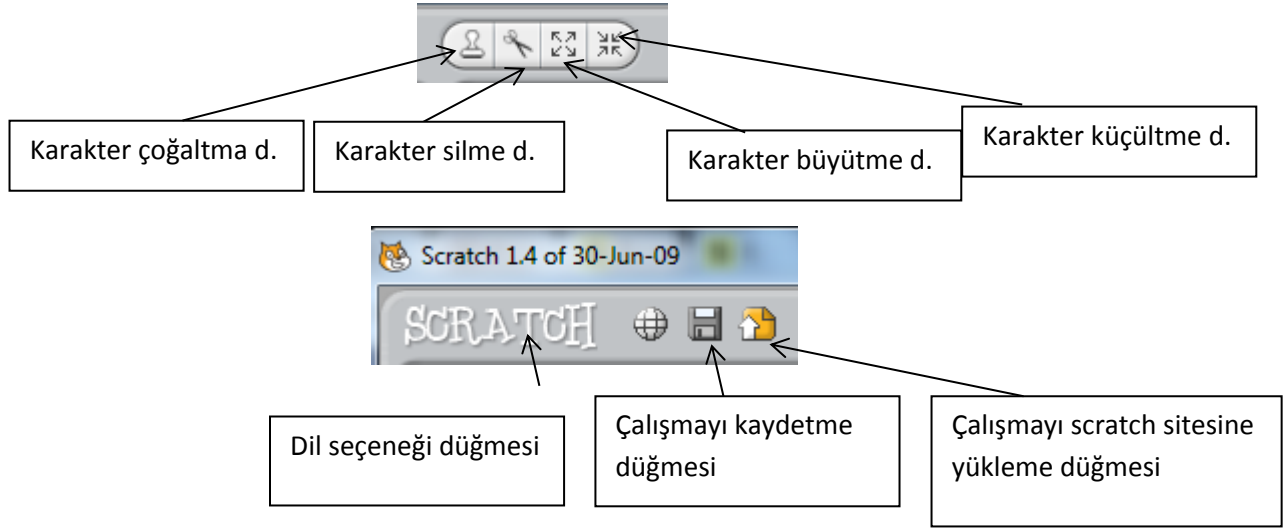 Karakter çoğaltma d.
Karakter silme d.
Karakter büyütme d.
Karakter küçültme d.
Scratch 1.4 of 30-Jun-09
SCRATCH
Dil seçeneği düğmesi
Çalışmayı kaydetme
düğmesi
Çalışmayı scratch sitesine
yükleme düğmesi